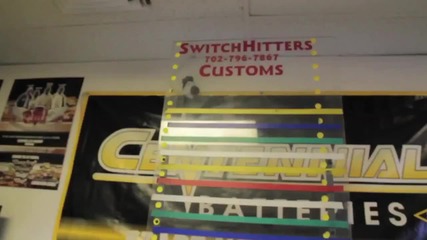 SWITCHHITTERS
702-796-7867
CUSTOMS
CENTENNIAL
BATTERIES